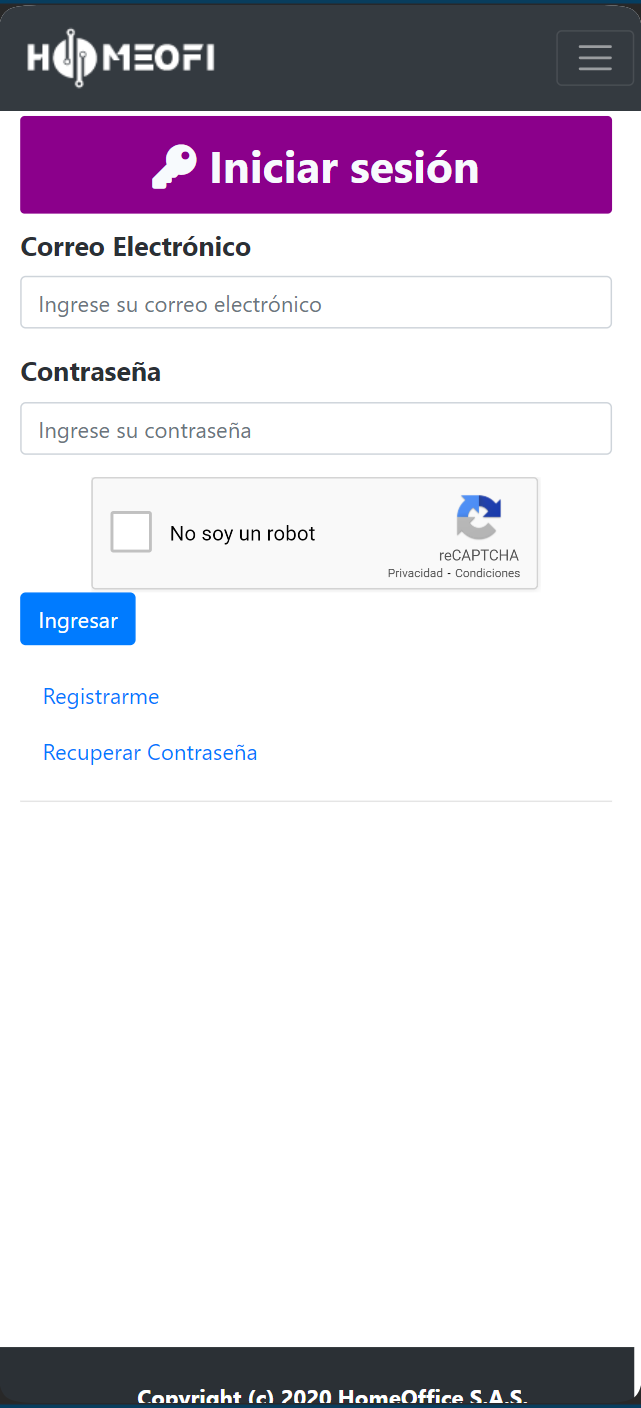 HOMEOFI
Iniciar sesión
Correo Electrónico
Ingrese su correo electrónico
Contraseña
Ingrese su contraseña
No soy un robot
reCAPTCHA
Privacidad - Condiciones
Ingresar
Registrarme
Recuperar Contraseña
Copyright (c) 2020 HomeOffice S.A.S.